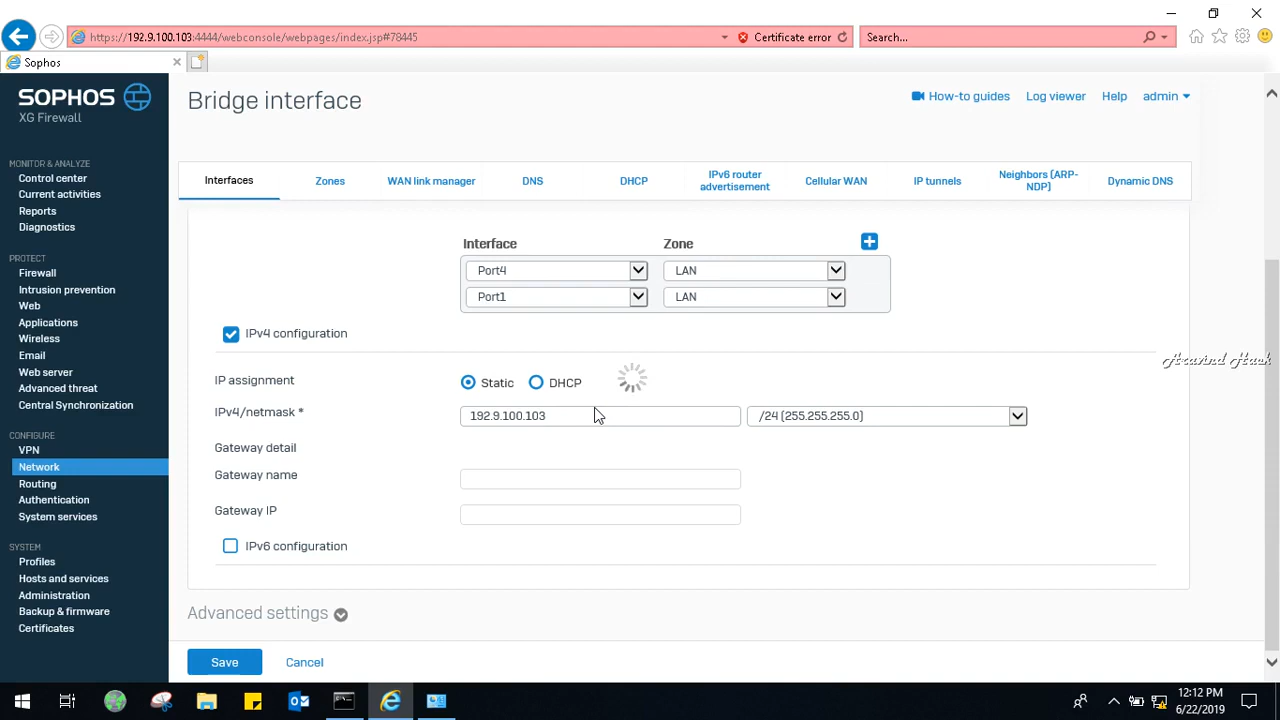 https://192.9.100.103:4444/webconsole/webpages/index.jsp#78445
Certificate error
Search...
Sophos
SOPHOS
XG Firewall
Bridge interface
How-to guides
Log viewer
Help
admin
MONITOR & ANALYZE
Control center
Current activities
Reports
Diagnostics
PROTECT
Firewall
Intrusion prevention
Web
Applications
Wireless
Email
Web server
Advanced threat
Central Synchronization
CONFIGURE
VPN
Network
Routing
Authentication
System services
SYSTEM
Profiles
Hosts and services
Administration
Backup & firmware
Certificates
Interfaces
Zones
WAN link manager
DNS
DHCP
IPv6 router
advertisement
Cellular WAN
IP tunnels
Neighbors (ARP-
NDP)
Dynamic DNS
Interface
Zone
Port4
LAN
Port1
LAN
IPv4 configuration
Aravind Hack
IP assignment
Static
DHCP
IPv4/netmask *
192.9.100.103
/24 (255.255.255.0)
Gateway detail
Gateway name
Gateway IP
IPv6 configuration
Advanced settings
Save
Cancel
12:12 PM
6/22/2019